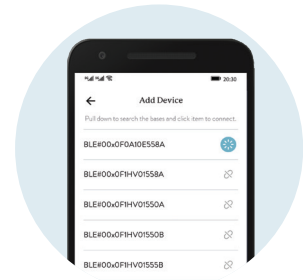 20:30
Add Device
Pull down to search the bases and click item to connect.
BLE#00x0F0A10E558A
BLE#00x0F1HV01558A
BLE#00x0F1HV01550A
BLE#00x0F1HV01550B
BLE#00x0F1HV01555B